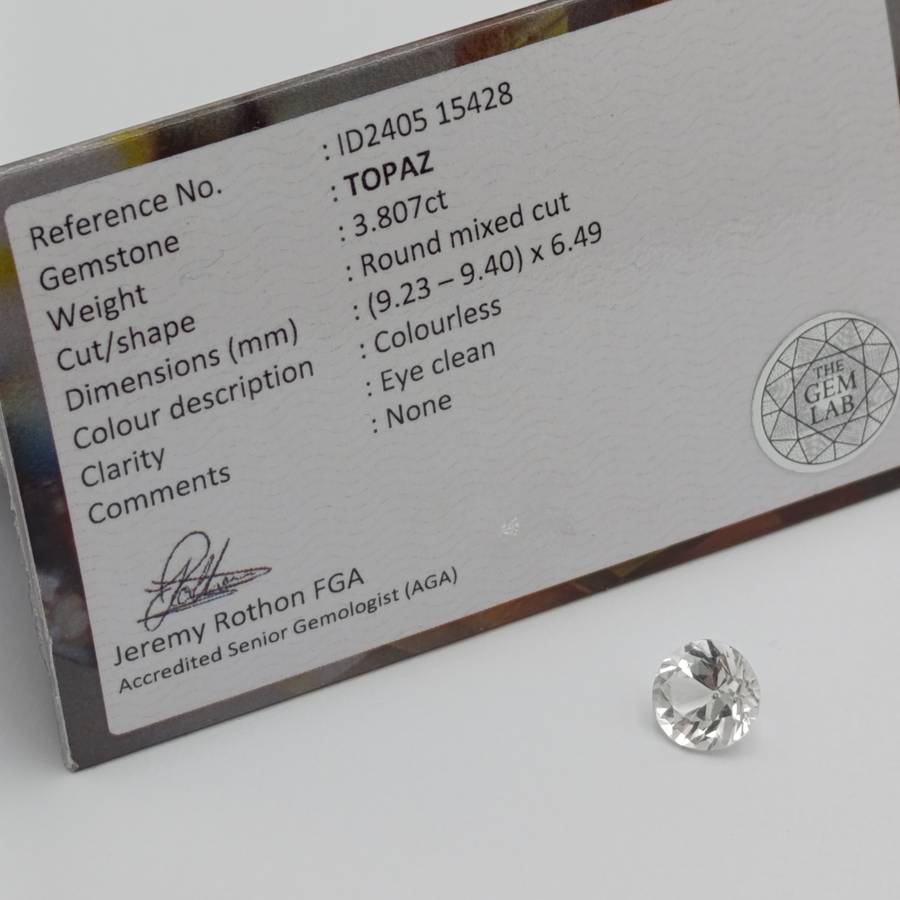 Reference No. : ID2405 15428
Gemstone : TOPAZ
Weight : 3.807ct
Cut/shape : Round mixed cut
Dimensions (mm) : (9.23 – 9.40) x 6.49
Colour description : Colourless
Clarity : Eye clean
Comments : None
THE
GEM
LAB
Jeremy Rothon FGA
Accredited Senior Gemologist (AGA)